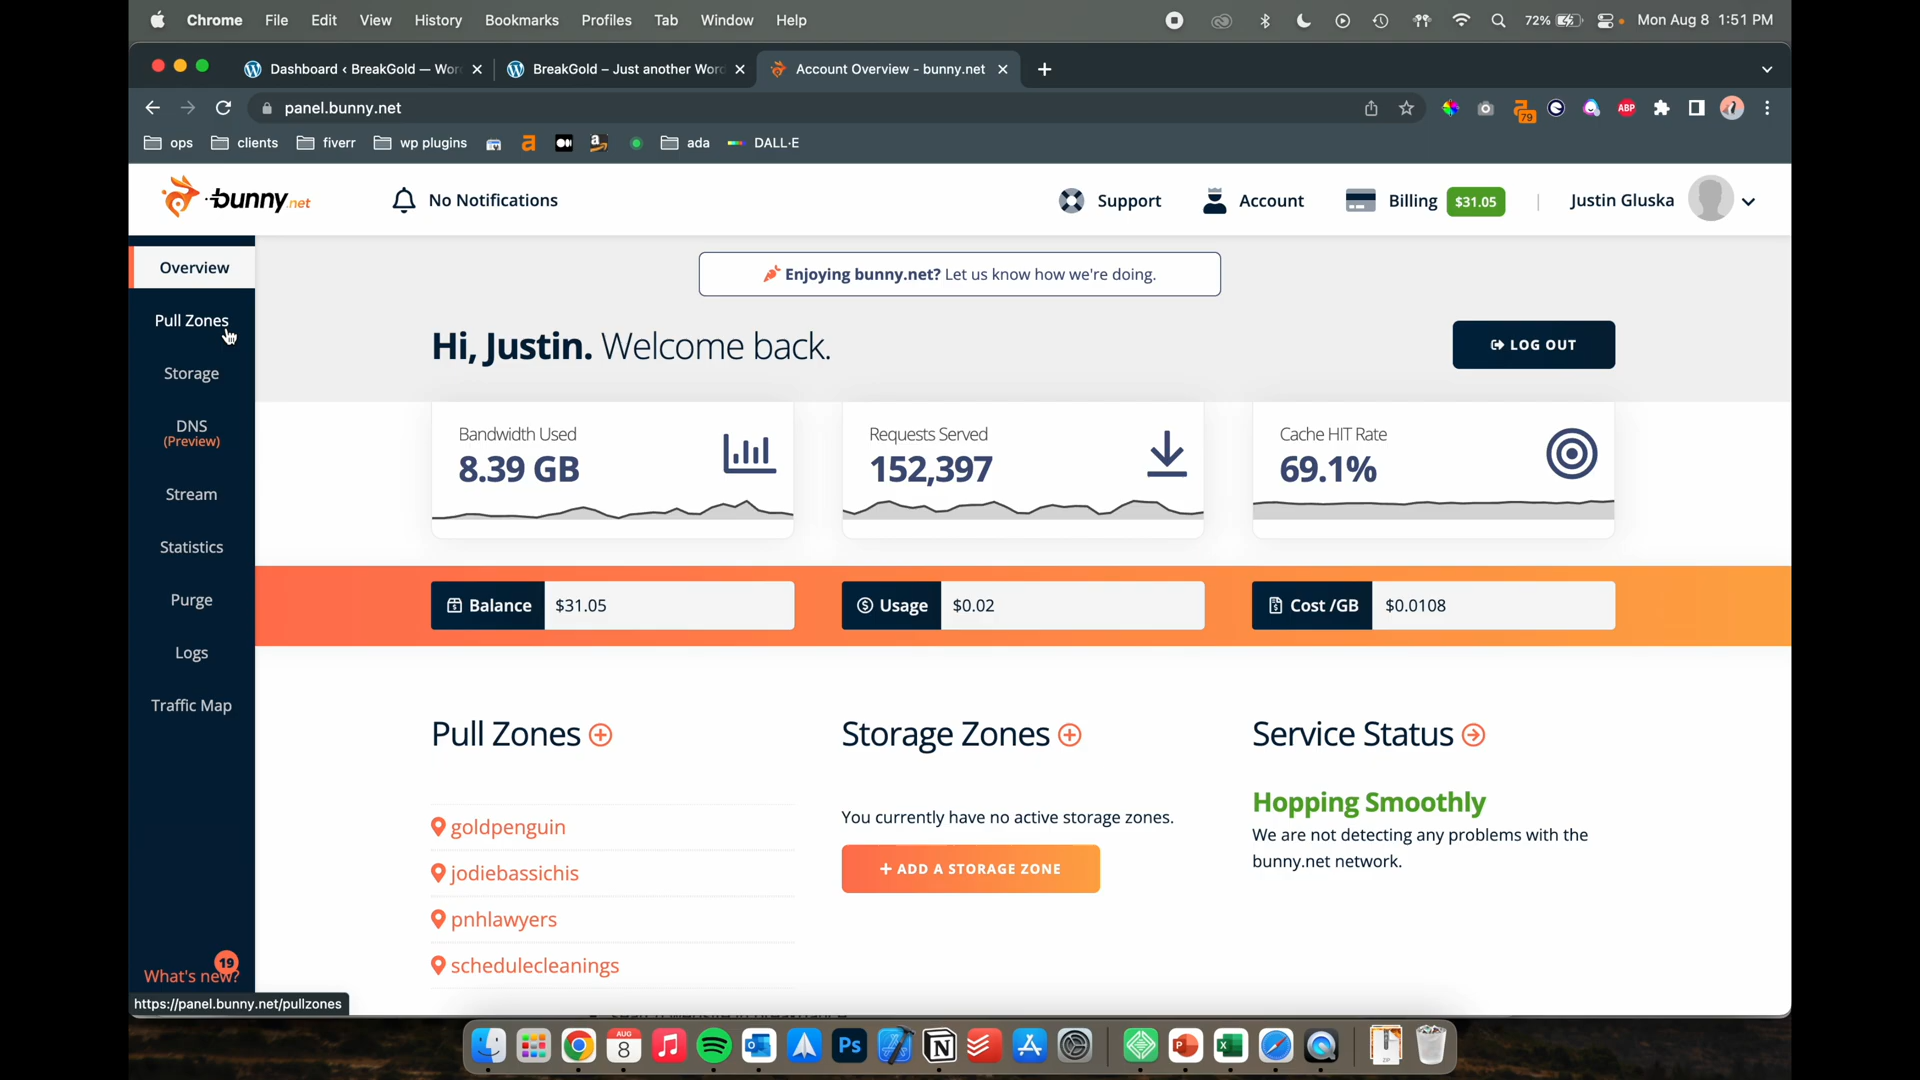 Chrome File Edit View History Bookmarks Profiles Tab Window Help 72% Mon Aug 8 1:51 PM
Dashboard ‹ BreakGold — Wor BreakGold – Just another Wor Account Overview - bunny.net
panel.bunny.net 79 ABP
ops clients fiverr wp plugins ada DALL·E
bunny.net No Notifications Support Account Billing $31.05 Justin Gluska
Overview
Pull Zones
Storage
DNS
(Preview)
Stream
Statistics
Purge
Logs
Traffic Map
19
What's new?
https://panel.bunny.net/pullzones
Enjoying bunny.net? Let us know how we're doing.
Hi, Justin. Welcome back.
LOG OUT
Bandwidth Used
8.39 GB
Requests Served
152,397
Cache HIT Rate
69.1%
Balance $31.05
Usage $0.02
Cost /GB $0.0108
Pull Zones
goldpenguin
jodiebassichis
pnhlawyers
schedulecleanings
Storage Zones
You currently have no active storage zones.
+ ADD A STORAGE ZONE
Service Status
Hopping Smoothly
We are not detecting any problems with the
bunny.net network.
AUG
8
Ps
ZIP